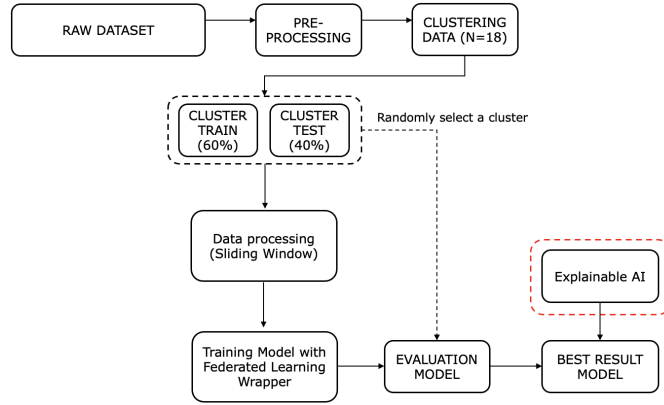 RAW DATASET
PRE-
PROCESSING
CLUSTERING
DATA (N=18)
CLUSTER
TRAIN
(60%)
CLUSTER
TEST
(40%)
Randomly select a cluster
Data processing
(Sliding Window)
Explainable AI
Training Model with
Federated Learning
Wrapper
EVALUATION
MODEL
BEST RESULT
MODEL